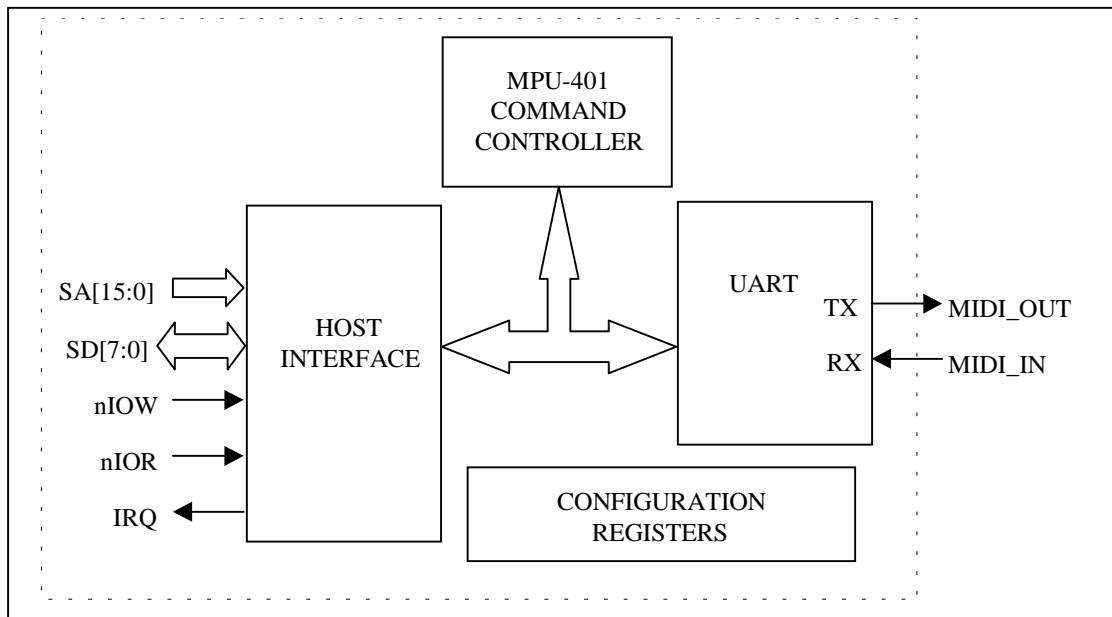 MPU-401
COMMAND
CONTROLLER
SA[15:0]
SD[7:0]
nIOW
nIOR
IRQ
HOST
INTERFACE
UART
TX
RX
MIDI_OUT
MIDI_IN
CONFIGURATION
REGISTERS